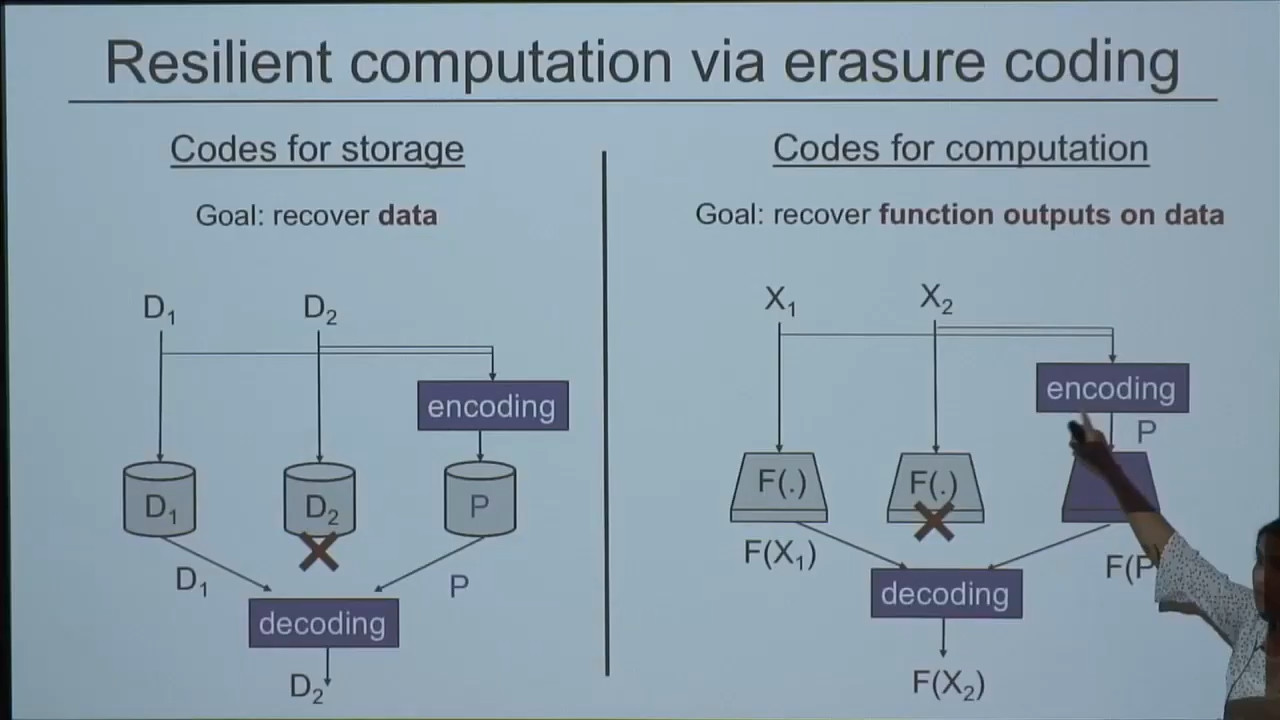 Resilient computation via erasure coding
Codes for storage
Goal: recover data
D1
D2
encoding
D1
D2
P
D1
P
decoding
D2
Codes for computation
Goal: recover function outputs on data
X1
X2
encoding
P
F(.)
F(.)
F(X1)
F(P
decoding
F(X2)